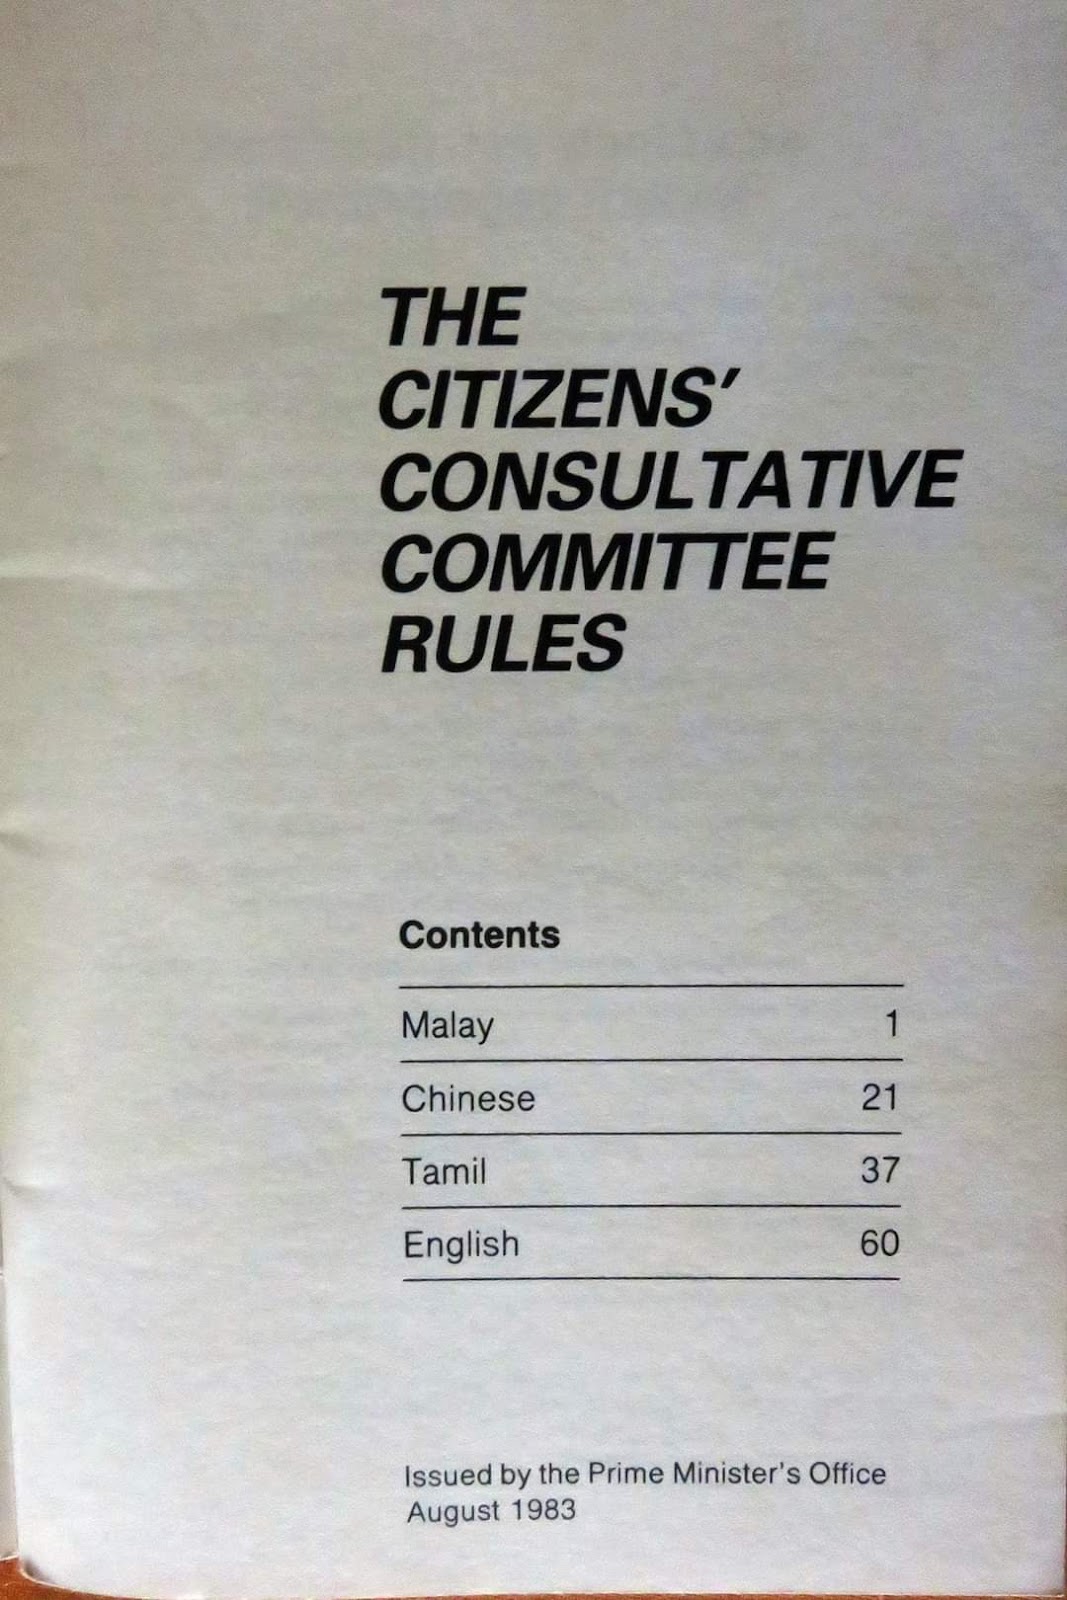 THE
CITIZENS’
CONSULTATIVE
COMMITTEE
RULES
Contents
Malay 1
Chinese 21
Tamil 37
English 60
Issued by the Prime Minister’s Office
August 1983